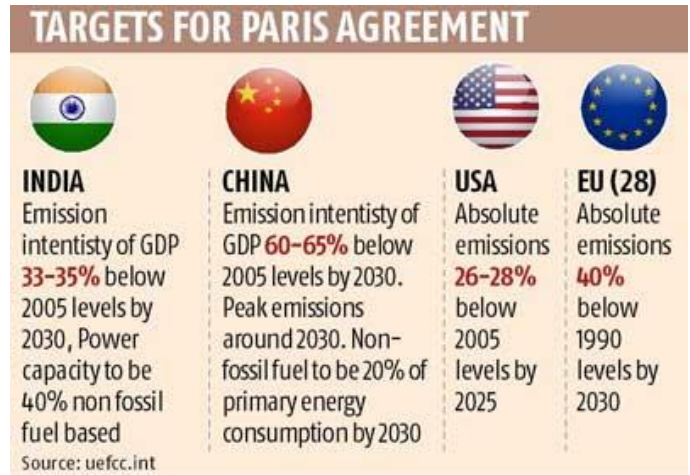 TARGETS FOR PARIS AGREEMENT
INDIA
Emission
intentisty of GDP
33-35% below
2005 levels by
2030, Power
capacity to be
40% non fossil
fuel based
CHINA
Emission intentisty of
GDP 60-65% below
2005 levels by 2030.
Peak emissions
around 2030. Non-
fossil fuel to be 20% of
primary energy
consumption by 2030
USA
Absolute
emissions
26-28%
below
2005
levels by
2025
EU (28)
Absolute
emissions
40%
below
1990
levels by
2030
Source: uefcc.int